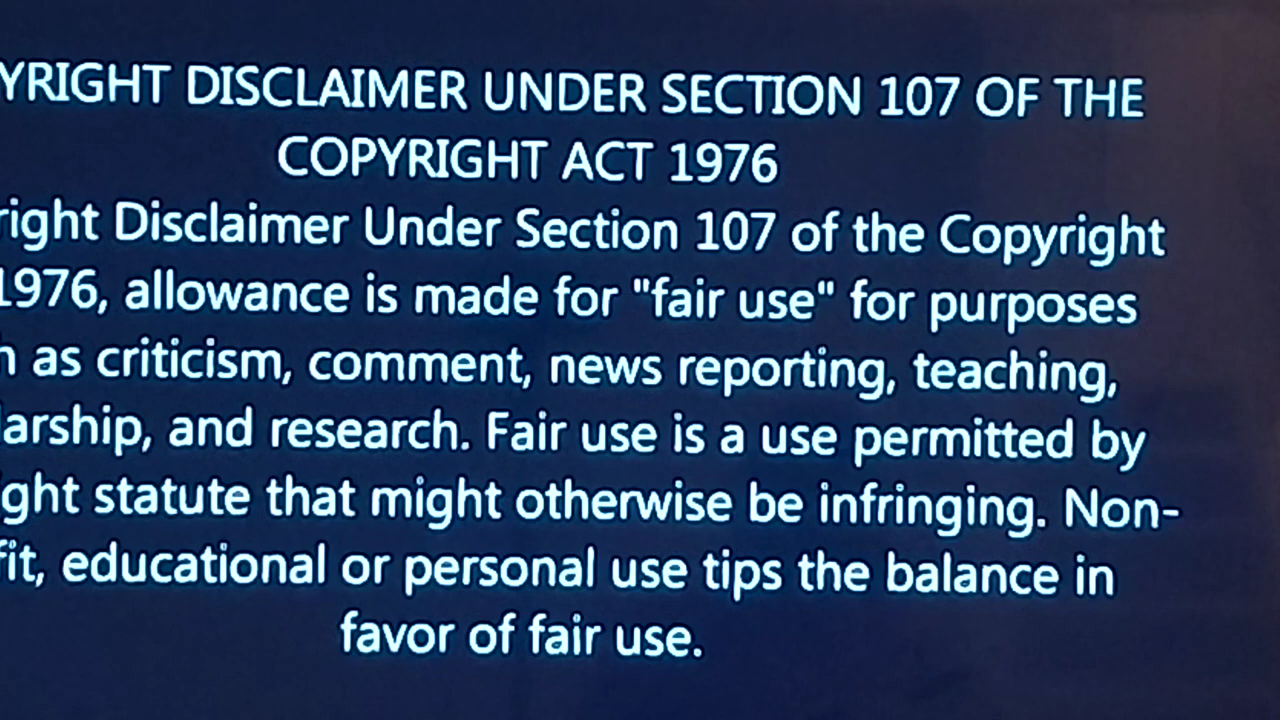 YRIGHT DISCLAIMER UNDER SECTION 107 OF THE
COPYRIGHT ACT 1976
right Disclaimer Under Section 107 of the Copyright
1976, allowance is made for "fair use" for purposes
h as criticism, comment, news reporting, teaching,
larship, and research. Fair use is a use permitted by
ght statute that might otherwise be infringing. Non-
fit, educational or personal use tips the balance in
favor of fair use.